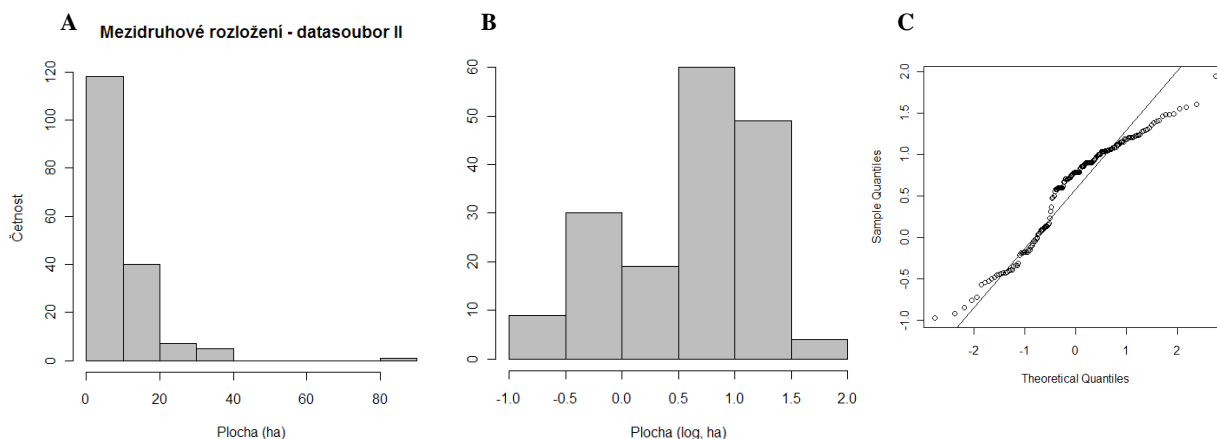 A
Mezidruhové rozložení - datasoubor II
Četnost
0
20
40
60
80
100
120
0 20 40 60 80
Plocha (ha)
B
0
10
20
30
40
50
60
-1.0 -0.5 0.0 0.5 1.0 1.5 2.0
Plocha (log, ha)
C
Sample Quantiles
-1.0
-0.5
0.0
0.5
1.0
1.5
2.0
-2 -1 0 1 2
Theoretical Quantiles